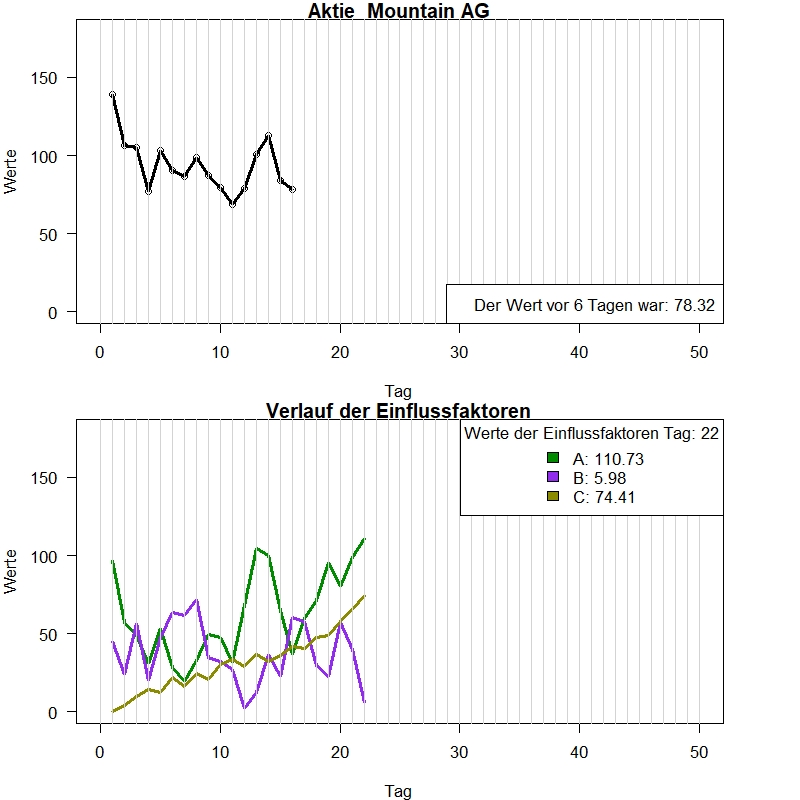 Aktie  Mountain AG
Werte
150
100
50
0
Der Wert vor 6 Tagen war: 78.32
0 10 20 30 40 50
Tag
Verlauf der Einflussfaktoren
Werte
150
100
50
0
Werte der Einflussfaktoren Tag: 22
A: 110.73
B: 5.98
C: 74.41
0 10 20 30 40 50
Tag